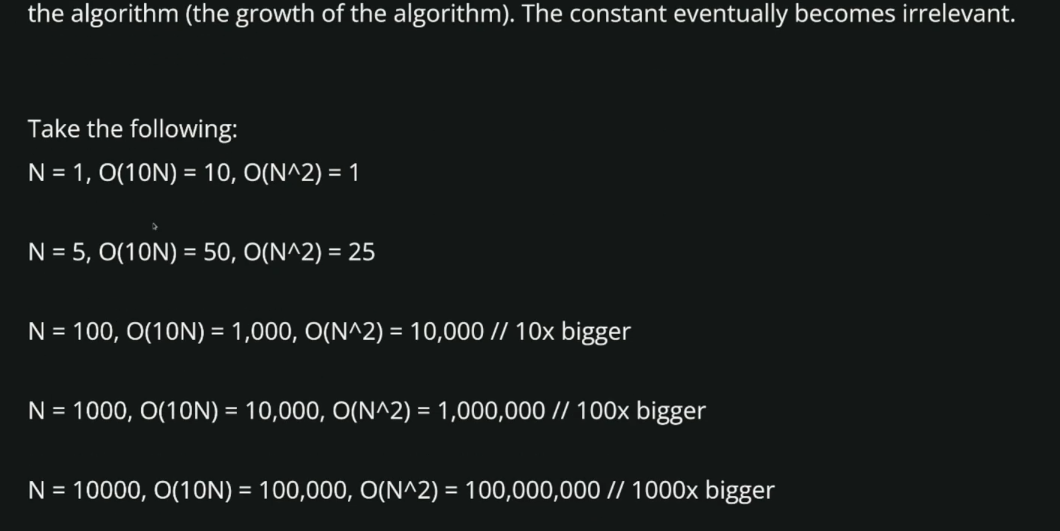 the algorithm (the growth of the algorithm). The constant eventually becomes irrelevant.
Take the following:
N = 1, O(10N) = 10, O(N^2) = 1
N = 5, O(10N) = 50, O(N^2) = 25
N = 100, O(10N) = 1,000, O(N^2) = 10,000 // 10x bigger
N = 1000, O(10N) = 10,000, O(N^2) = 1,000,000 // 100x bigger
N = 10000, O(10N) = 100,000, O(N^2) = 100,000,000 // 1000x bigger